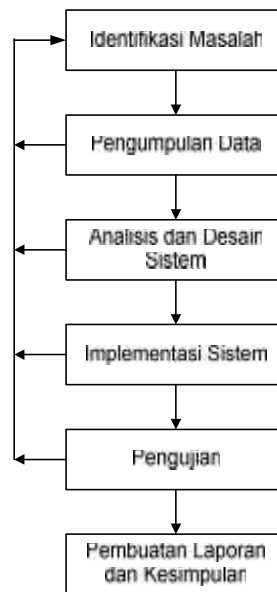 Identifikasi Masalah
Pengumpulan Data
Analisis dan Desain
Sistem
Implementasi Sistem
Pengujian
Pembuatan Laporan
dan Kesimpulan